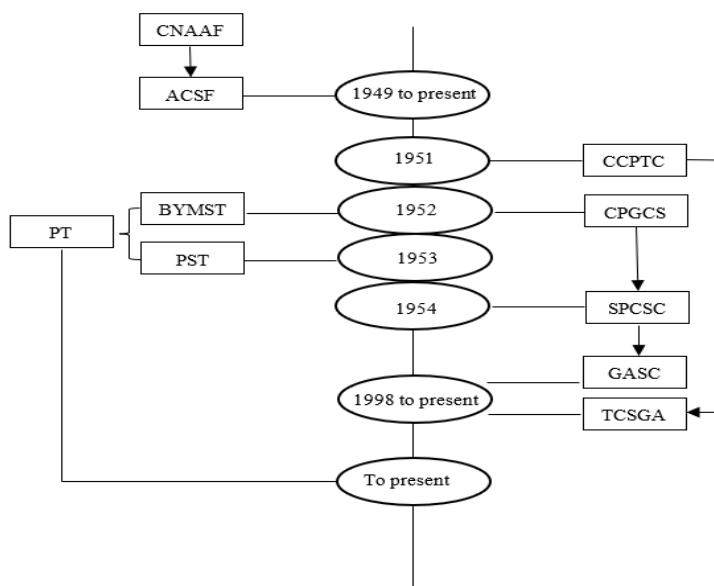 CNAAF
ACSF
1949 to present
1951
CCPTC
BYMST
1952
CPGCS
PT
PST
1953
1954
SPCSC
GASC
1998 to present
TCSGA
To present